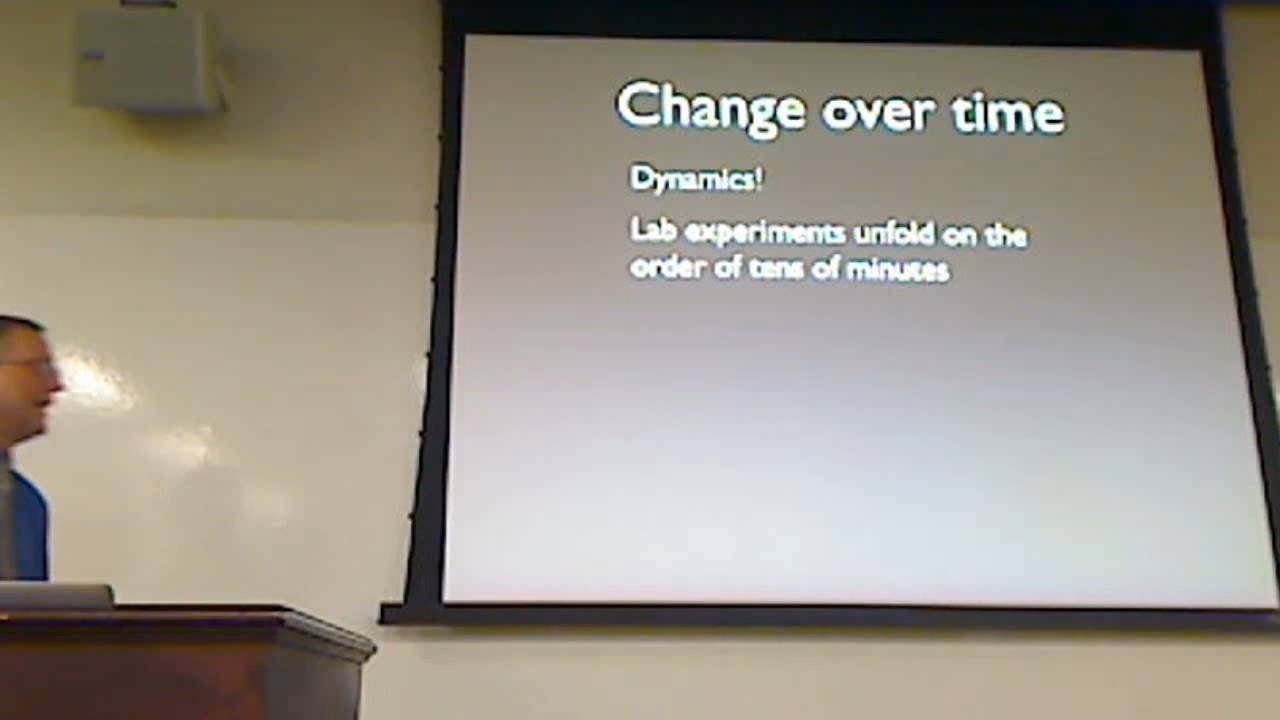 Change over time
Dynamics!
Lab experiments unfold on the
order of tens of minutes